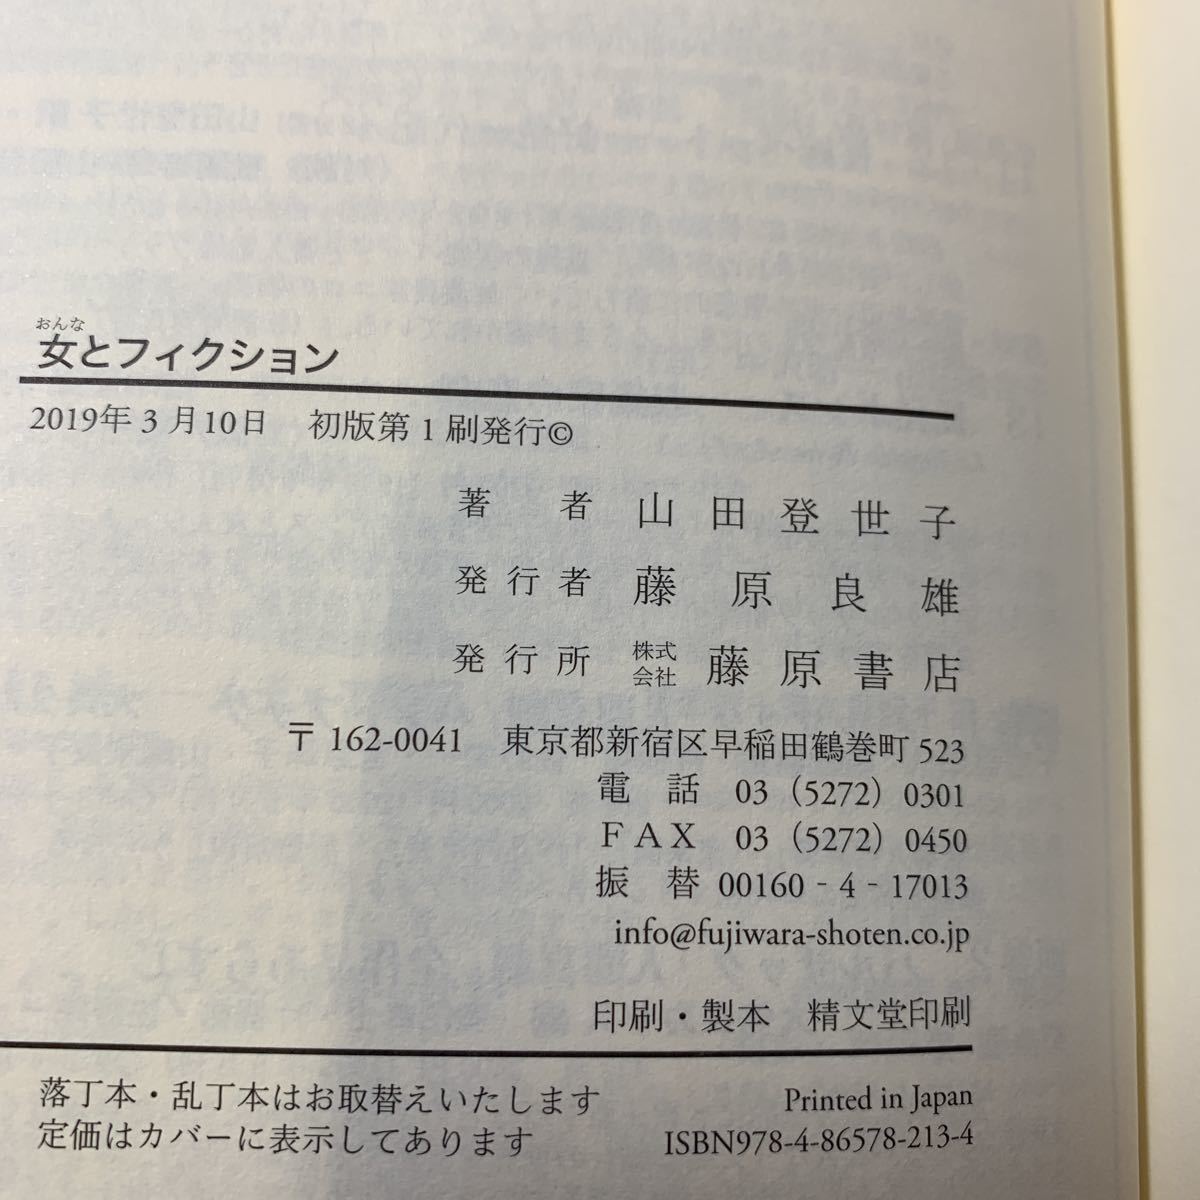 おんな
女とフィクション
2019年3月10日　初版第1刷発行©
著者　山田登世子
発行者　藤原良雄
発行所　株式会社　藤原書店
〒162-0041　東京都新宿区早稲田鶴巻町523
電話　03（5272）0301
FAX　03（5272）0450
振替　00160‐4‐17013
info@fujiwara-shoten.co.jp
印刷・製本　精文堂印刷
落丁本・乱丁本はお取替えいたします　Printed in Japan
定価はカバーに表示してあります　ISBN978-4-86578-213-4